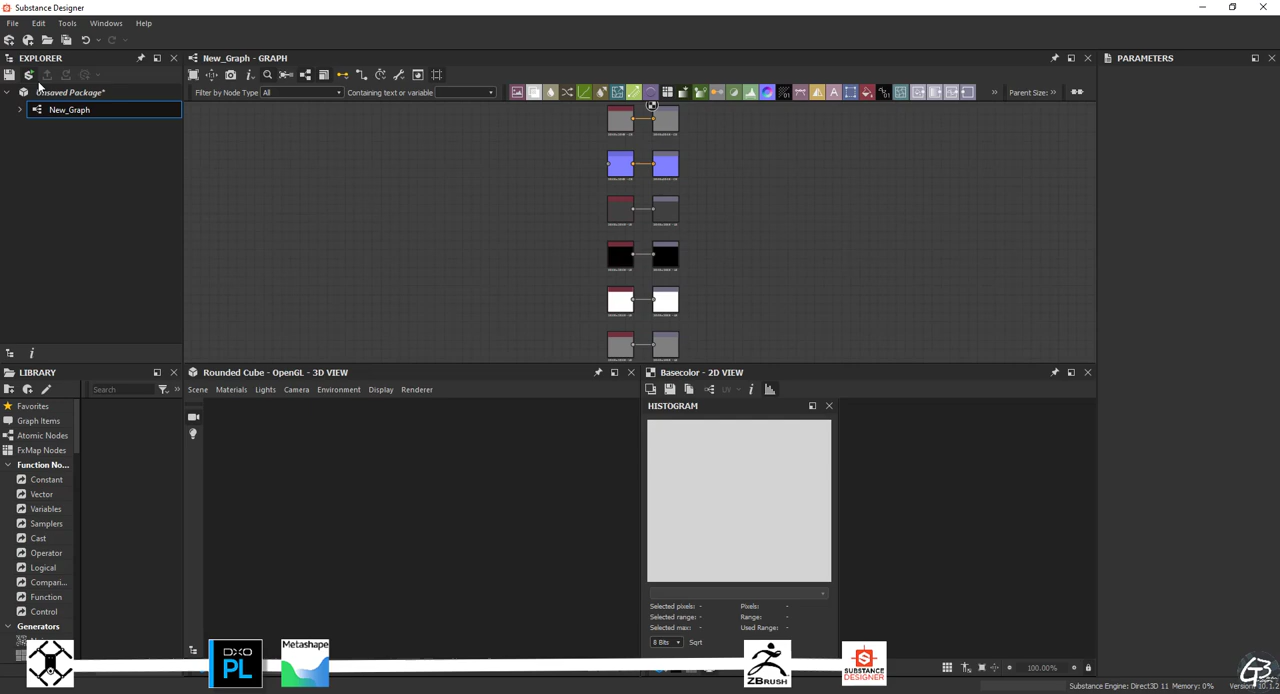 Substance Designer
File Edit Tools Windows Help
EXPLORER
New_Graph - GRAPH
PARAMETERS
Unsaved Package*
Filter by Node Type All Containing text or variable Parent Size: »
New_Graph
LIBRARY
Rounded Cube - OpenGL - 3D VIEW
Basecolor - 2D VIEW
Search
Scene Materials Lights Camera Environment Display Renderer
UV
Favorites
HISTOGRAM
Graph Items
Atomic Nodes
FxMap Nodes
Function No...
Constant
Vector
Variables
Samplers
Cast
Operator
Logical
Compari...
Function
Control
Generators
Selected pixels: - Pixels: -
Selected range: - Range: -
Selected max: - Used Range: -
8 Bits Sqrt
DXO
PL
Metashape
ZBRUSH
SUBSTANCE
DESIGNER
100.00%
Substance Engine: Direct3D 11 Memory: 0%